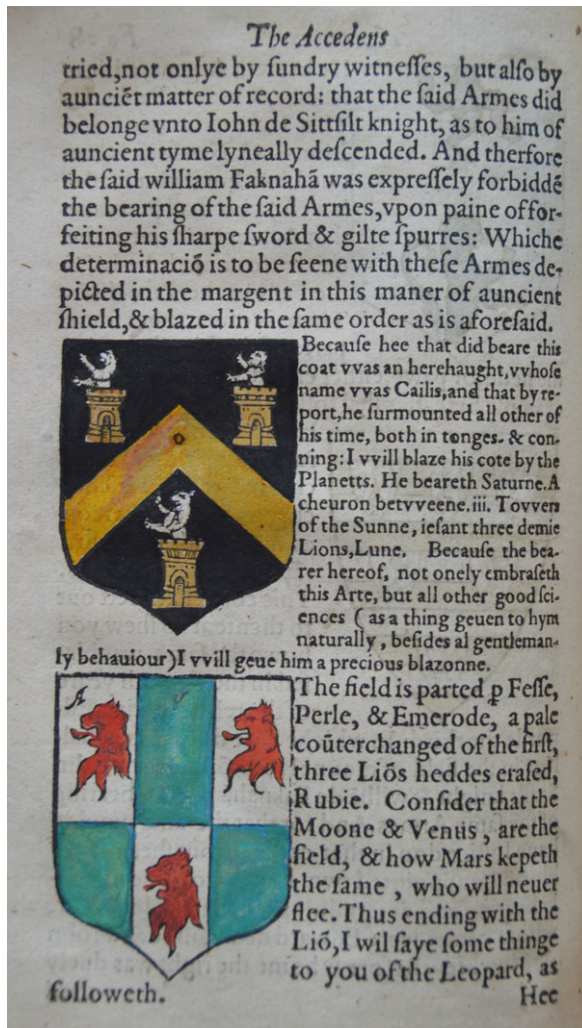 The Accedens
tried,not onlye by ſundry witneſſes, but alſo by
aunciēt matter of record: that the ſaid Armes did
belonge vnto Iohn de Sittſilt knight, as to him of
auncient tyme lyneally deſcended. And therfore
the ſaid william Faknahā was expreſſely forbiddē
the bearing of the ſaid Armes,vpon paine of for-
feiting his ſharpe ſword & gilte ſpurres: Whiche
determinaciō is to be ſeene with theſe Armes de-
picted in the margent in this maner of auncient
ſhield,& blazed in the ſame order as is aforeſaid.
Becauſe hee that did beare this
coat vvas an herehaught,vvhoſe
name vvas Cailis,and that by re-
port,he ſurmounted all other of
his time, both in tonges. & con-
ning: I vvill blaze his cote by the
Planetts. He beareth Saturne. A
cheuron betvveene.iii. Tovvers
of the Sunne, ieſant three demie
Lions,Lune. Becauſe the bea-
rer hereof, not onely embraſeth
this Arte, but all other good ſci-
ences ( as a thing geuen to hym
naturally , beſides al gentleman-
ly behauiour)I vvill geue him a precious blazonne.
A V
The field is parted ꝑ Feſſe,
Perle, & Emerode, a pale
coūterchanged of the firſt,
three Liōs heddes eraſed,
Rubie. Conſider that the
Moone & Venus , are the
field, & how Mars kepeth
the ſame , who will neuer
flee. Thus ending with the
Liō, I wil ſaye ſome thinge
to you of the Leopard, as
followeth.
Hee